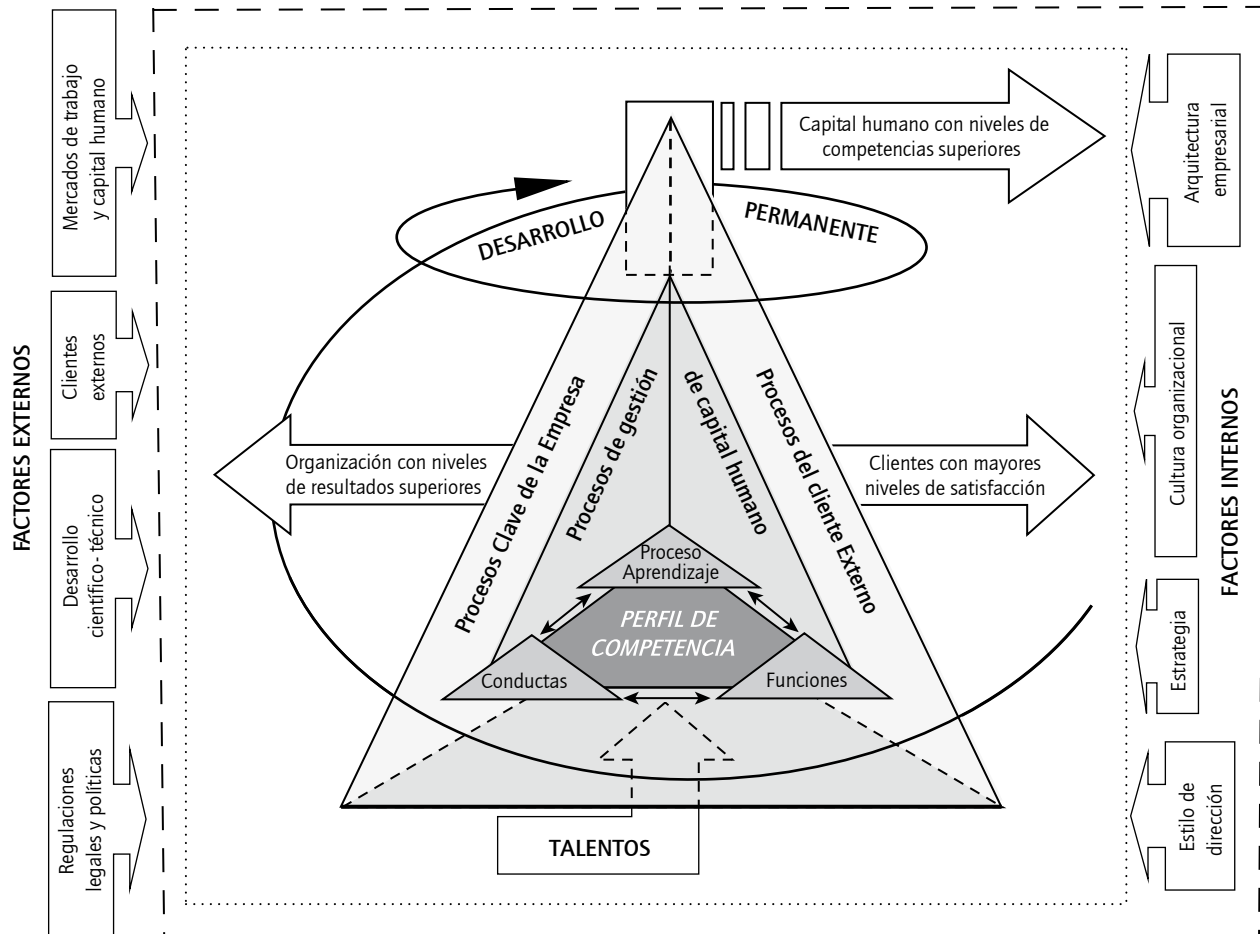 FACTORES EXTERNOS
Mercados de trabajo
y capital humano
Clientes
externos
Desarrollo
científico- técnico
Regulaciones
legales y políticas
Capital humano con niveles de
competencias superiores
DESARROLLO
PERMANENTE
Organización con niveles
de resultados superiores
Procesos Clave de la Empresa
Procesos de gestión
de capital humano
Procesos del cliente Externo
Clientes con mayores
niveles de satisfacción
Proceso
Aprendizaje
PERFIL DE
COMPETENCIA
Conductas
Funciones
TALENTOS
Arquitectura
empresarial
Cultura organizacional
Estrategia
Estilo de
dirección
FACTORES INTERNOS